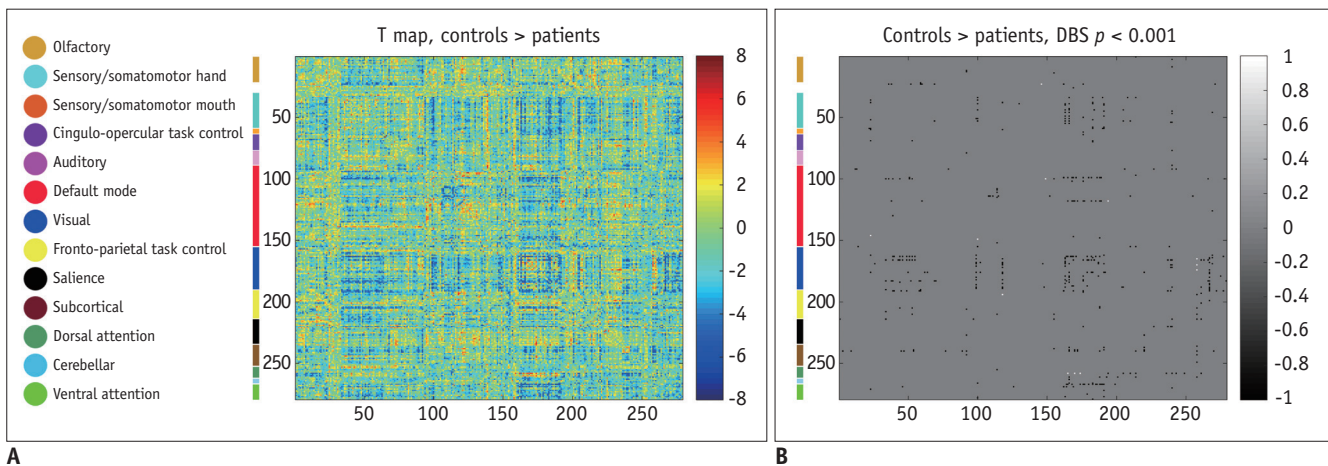 Olfactory
Sensory/somatomotor hand
Sensory/somatomotor mouth
Cingulo-opercular task control
Auditory
Default mode
Visual
Fronto-parietal task control
Salience
Subcortical
Dorsal attention
Cerebellar
Ventral attention
T map, controls > patients
50
100
150
200
250
50 100 150 200 250
8
6
4
2
0
-2
-4
-6
-8
A
Controls > patients, DBS p < 0.001
50
100
150
200
250
50 100 150 200 250
1
0.8
0.6
0.4
0.2
0
-0.2
-0.4
-0.6
-0.8
-1
B